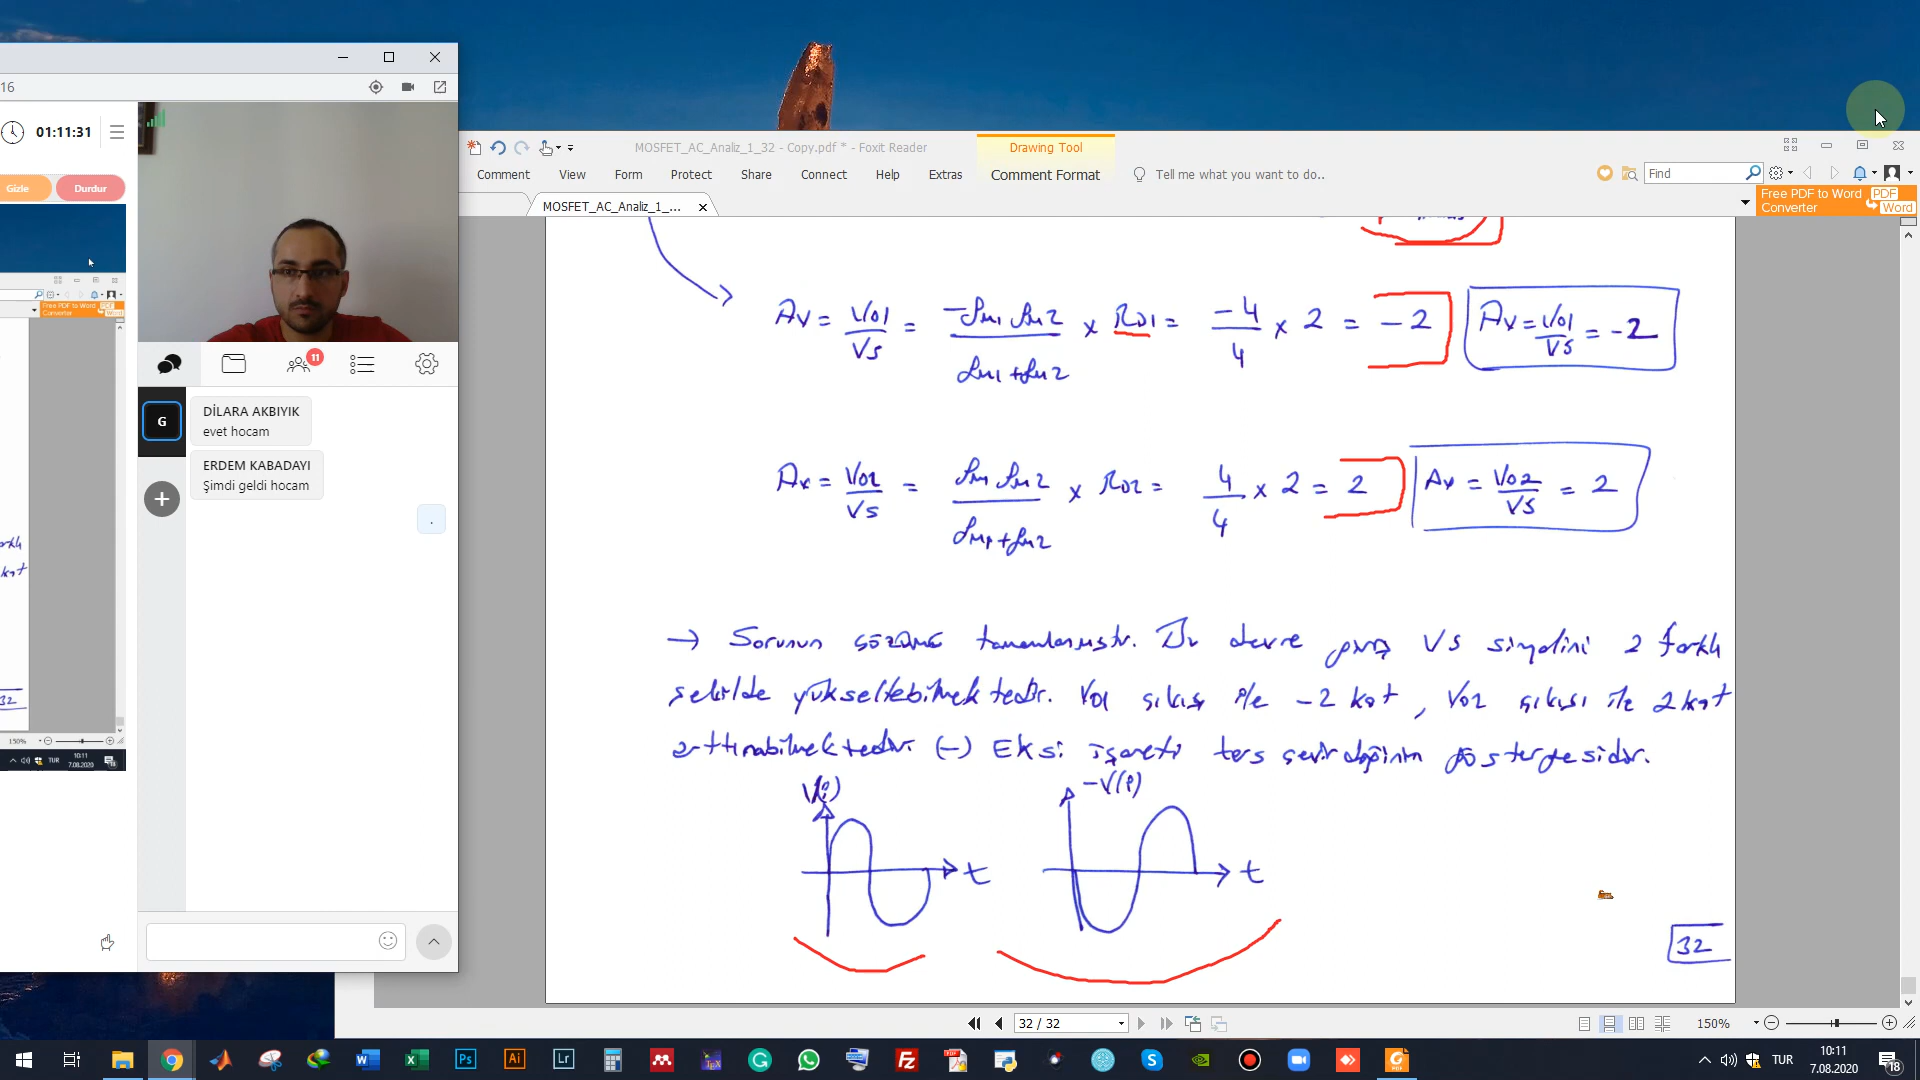 16
01:11:31
Gizle
Durdur
11
G
DİLARA AKBIYIK
evet hocam
ERDEM KABADAYI
Şimdi geldi hocam
.
MOSFET_AC_Analiz_1_32 - Copy.pdf * - Foxit Reader
Drawing Tool
Comment
View
Form
Protect
Share
Connect
Help
Extras
Comment Format
Tell me what you want to do..
Find
MOSFET_AC_Analiz_1_...
Free PDF to Word
Converter
PDF
Word
Av = Vo1/Vs = -gm1 gm2/gm1+gm2 x RD1 = -4/4 x 2 = -2
Av = Vo1/Vs = -2
Av = Vo2/Vs = gm1 gm2/gm1+gm2 x RD2 = 4/4 x 2 = 2
Av = Vo2/Vs = 2
→ Sorunun çözümü tamamlanmıştır. Bu devre giriş Vs sinyalini 2 farklı
şekilde yükseltebilmektedir. Vo1 çıkışı ile -2 kat, Vo2 çıkışı ile 2 kat
arttırabilmektedir. (-) Eksi işareti ters çevirdiğinin göstergesidir.
-V(t)
t
t
32
32 / 32
150%
TUR
10:11
7.08.2020
18